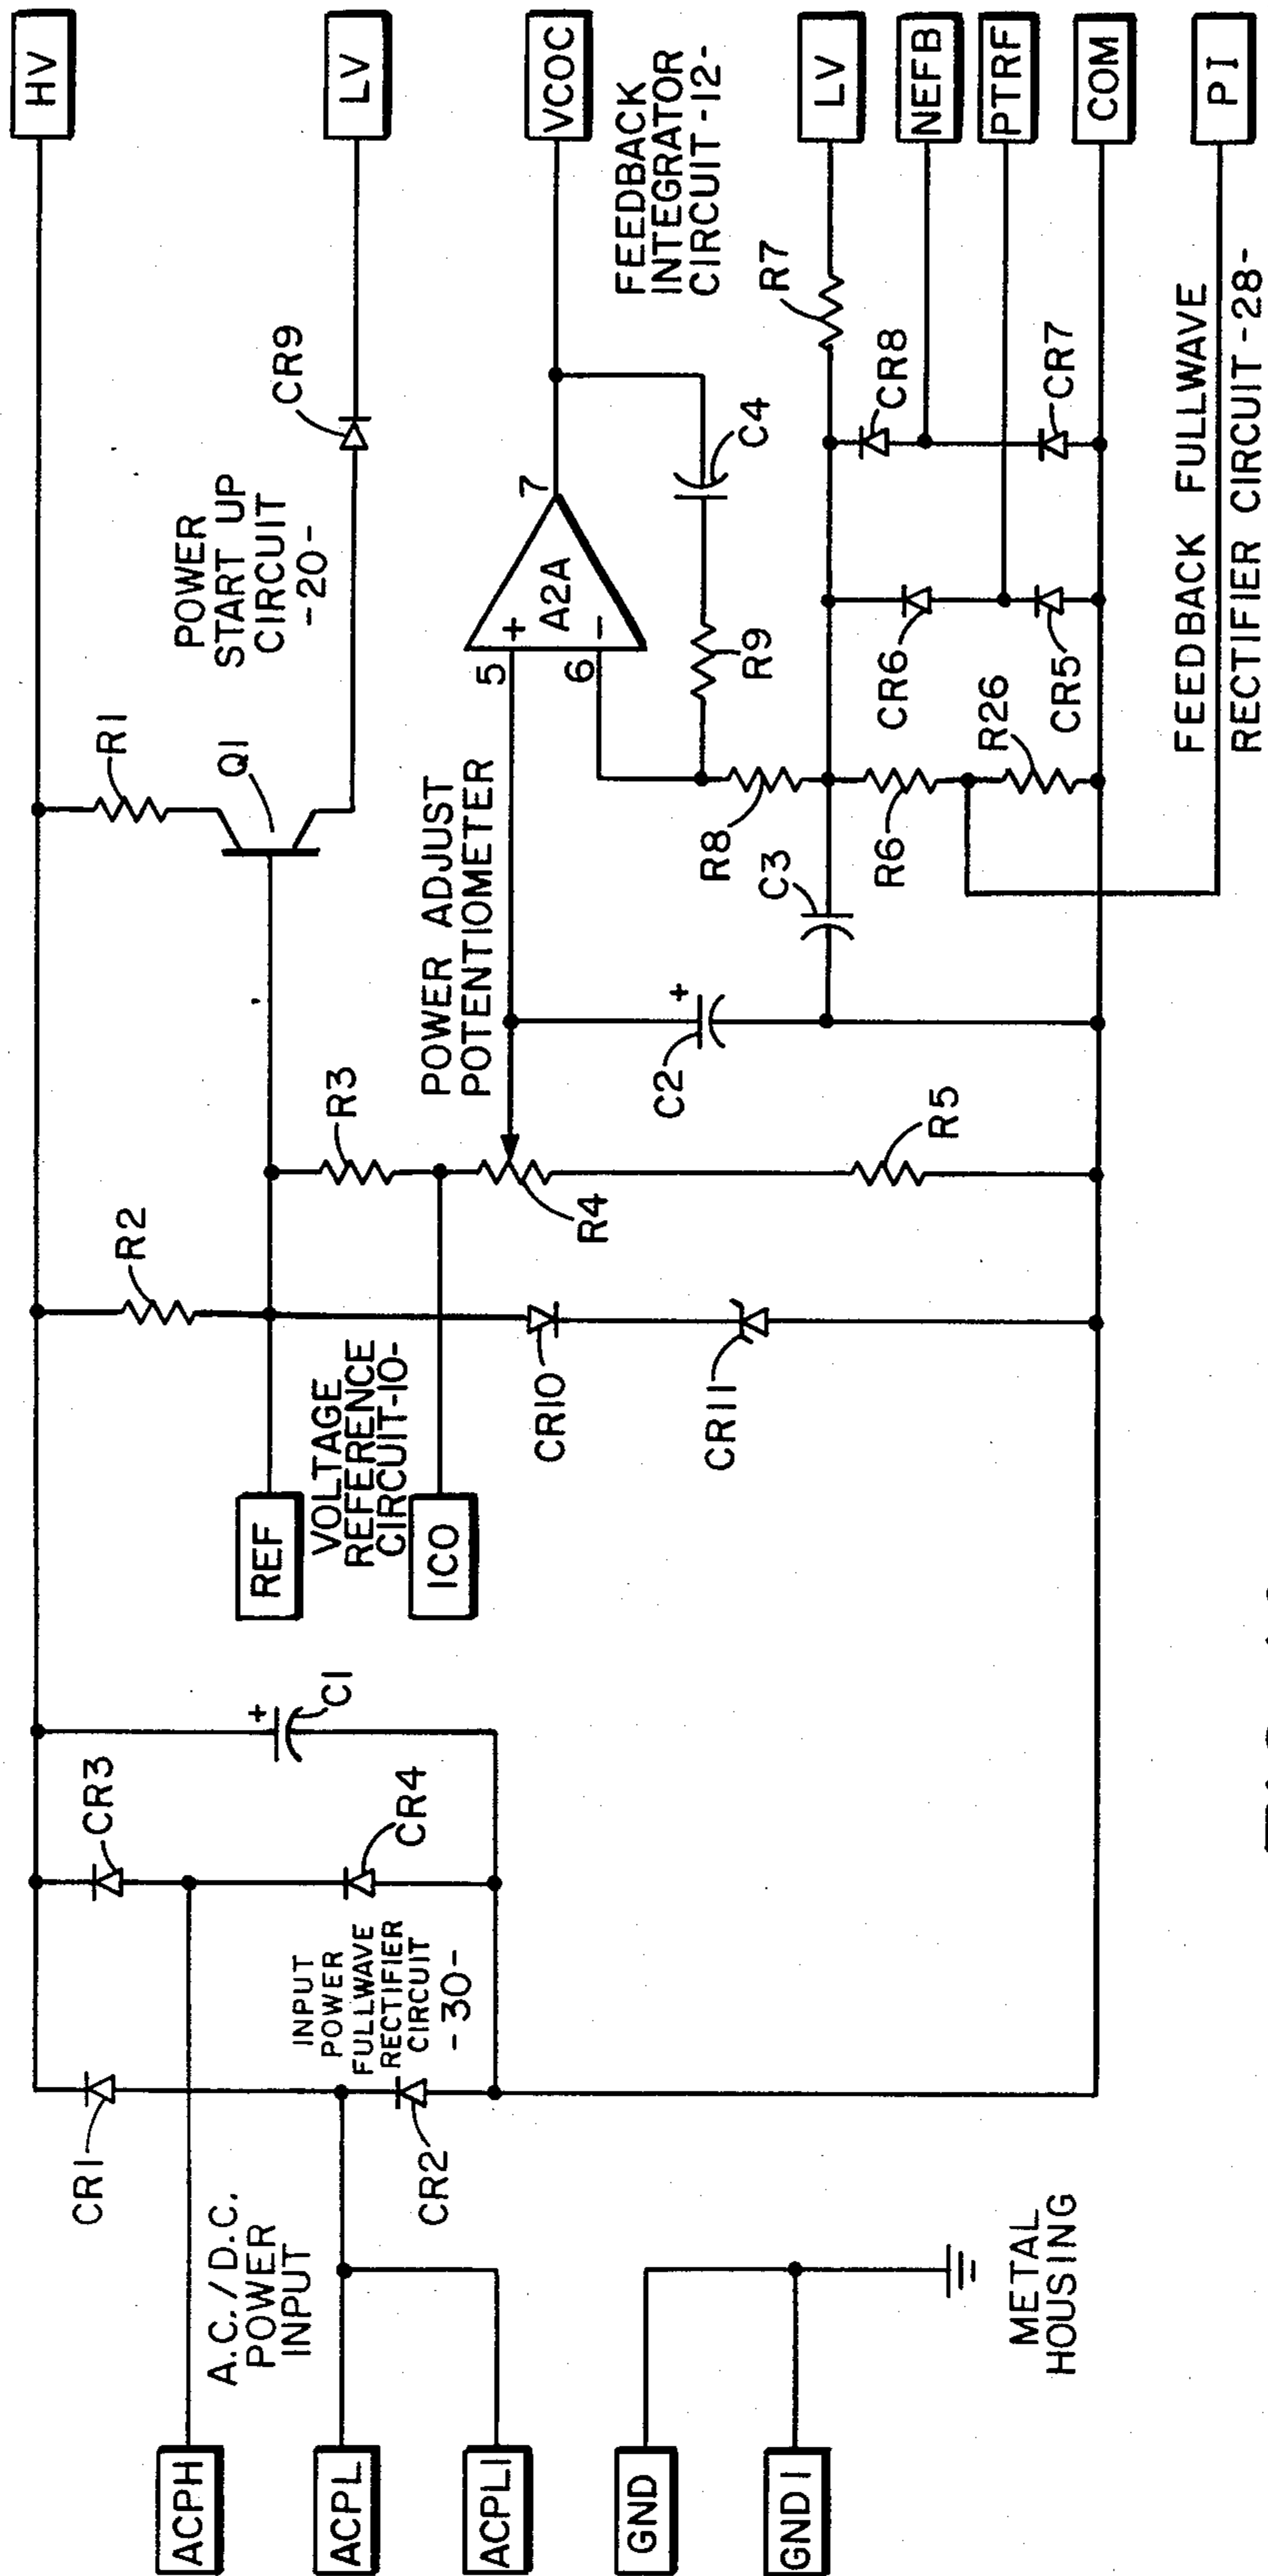 HV
LV
VCOC
LV
NEFB
PTRF
COM
PI
ACPH
ACPL
ACPL1
GND
GND1
A.C./D.C.
POWER
INPUT
METAL
HOUSING
CR1
CR2
CR3
CR4
C1
INPUT
POWER
FULLWAVE
RECTIFIER
CIRCUIT
-30-
REF
ICO
VOLTAGE
REFERENCE
CIRCUIT-10-
R2
CR10
CR11
R3
R4
R5
POWER ADJUST
POTENTIOMETER
R1
Q1
POWER
START UP
CIRCUIT
-20-
CR9
C2
+
+
C3
5
6
7
+
-
A2A
R8
R9
C4
FEEDBACK
INTEGRATOR
CIRCUIT-12-
R7
R6
R26
CR6
CR5
CR8
CR7
FEEDBACK FULLWAVE
RECTIFIER CIRCUIT-28-